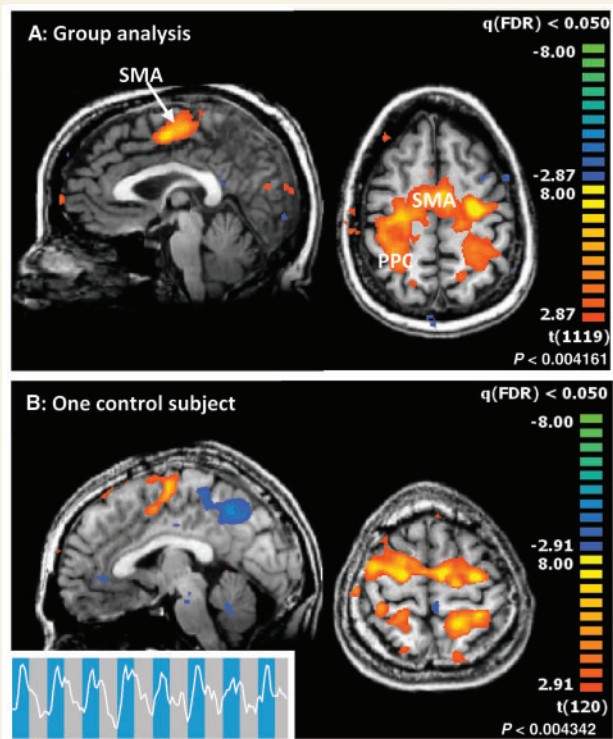 A: Group analysis
q(FDR) < 0.050
-8.00
SMA
-2.87
8.00
SMA
PPC
2.87
t(1119)
P < 0.004161
B: One control subject
q(FDR) < 0.050
-8.00
-2.91
8.00
2.91
t(120)
P < 0.004342